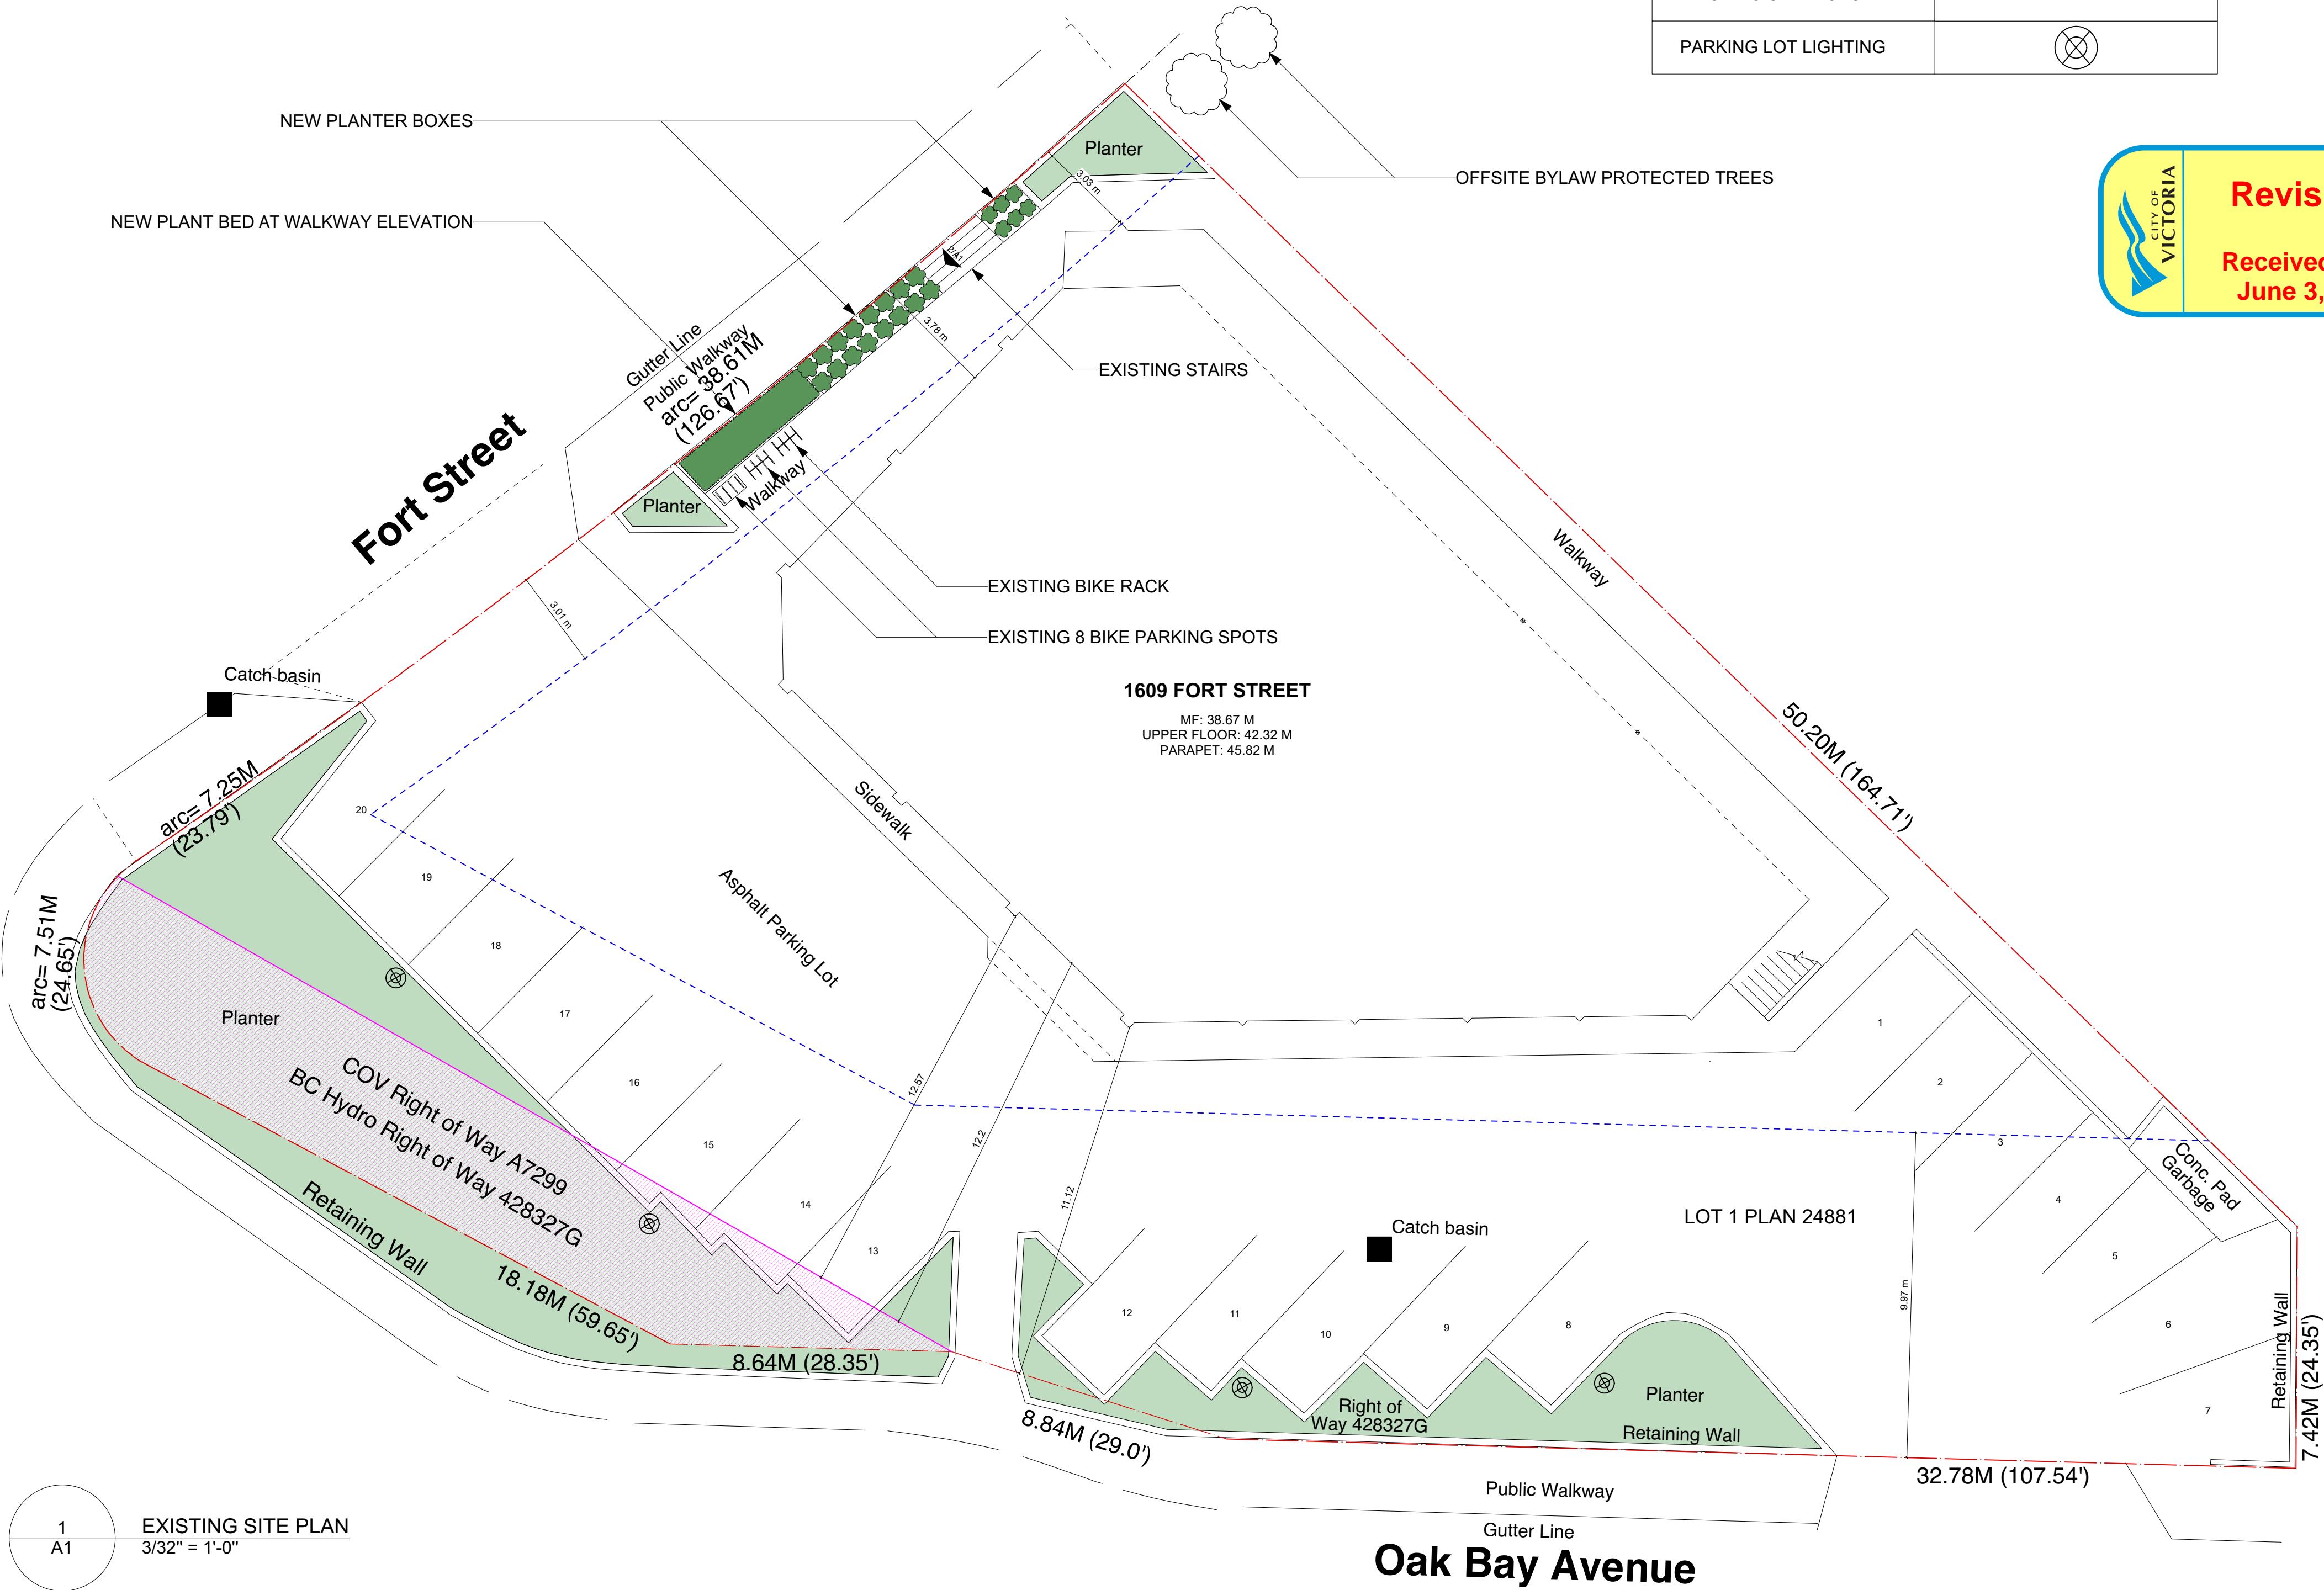 PARKING LOT LIGHTING
CITY OF
VICTORIA
Revis
Received
June 3,
NEW PLANTER BOXES
NEW PLANT BED AT WALKWAY ELEVATION
OFFSITE BYLAW PROTECTED TREES
Planter
3.03 m
2/A1
3.78 m
EXISTING STAIRS
Gutter Line
Public Walkway
arc= 38.61M
(126.67')
Fort Street
Planter
Walkway
EXISTING BIKE RACK
EXISTING 8 BIKE PARKING SPOTS
Walkway
3.01 m
1609 FORT STREET
MF: 38.67 M
UPPER FLOOR: 42.32 M
PARAPET: 45.82 M
50.20M (164.71')
Catch basin
arc= 7.25M
(23.79')
arc= 7.51M
(24.65')
Sidewalk
Asphalt Parking Lot
20
19
18
17
16
15
14
13
Planter
COV Right of Way A7299
BC Hydro Right of Way 428327G
Retaining Wall
18.18M (59.65')
8.64M (28.35')
12.57
12.2
11.12
8.84M (29.0')
12
11
10
9
8
Catch basin
LOT 1 PLAN 24881
Right of
Way 428327G
Planter
Retaining Wall
9.97 m
1
2
3
4
5
6
7
Conc. Pad
Garbage
Retaining Wall
7.42M (24.35')
32.78M (107.54')
Public Walkway
Gutter Line
Oak Bay Avenue
1
A1
EXISTING SITE PLAN
3/32" = 1'-0"